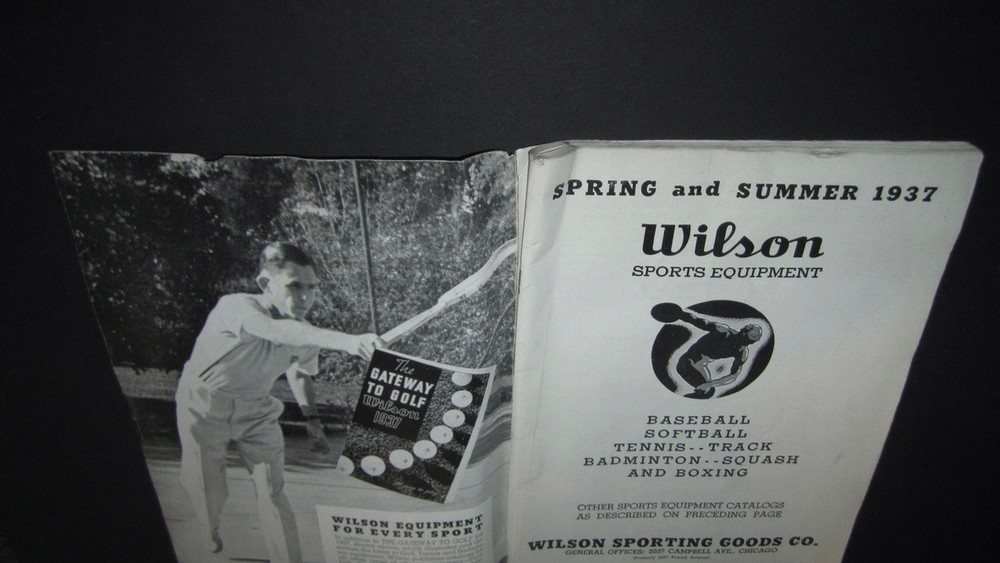 The
GATEWAY
TO GOLF
Wilson
1937
WILSON EQUIPMENT
FOR EVERY SPORT
SPRING and SUMMER 1937
Wilson
SPORTS EQUIPMENT
BASEBALL
SOFTBALL
TENNIS--TRACK
BADMINTON--SQUASH
AND BOXING
OTHER SPORTS EQUIPMENT CATALOGS
AS DESCRIBED ON PRECEDING PAGE
WILSON SPORTING GOODS CO.
GENERAL OFFICES: 2037 CAMPBELL AVE., CHICAGO